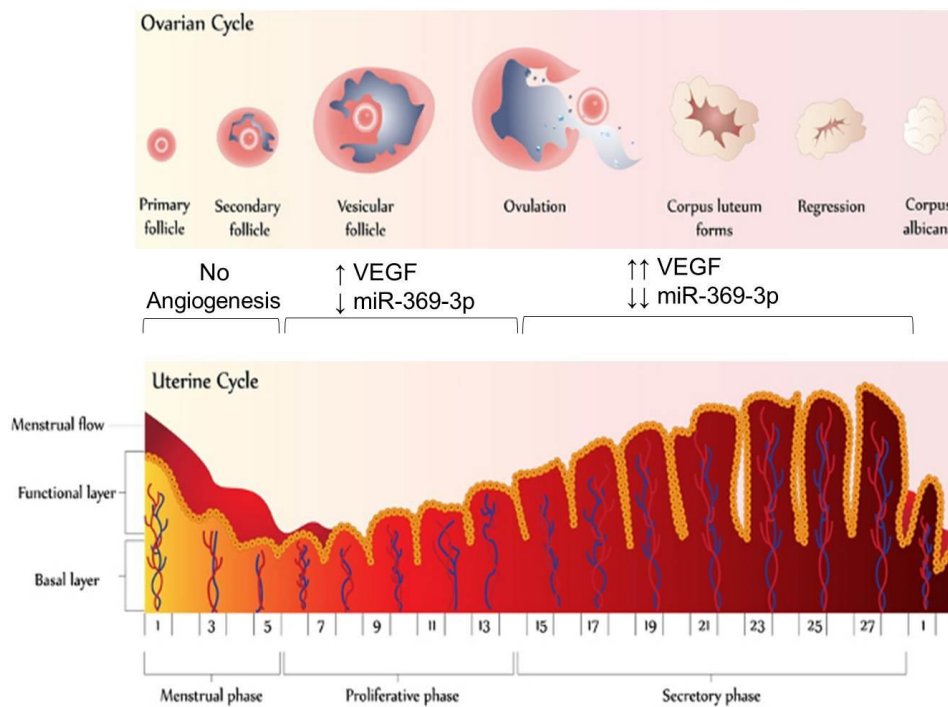 Ovarian Cycle
Primary
follicle
Secondary
follicle
Vesicular
follicle
Ovulation
Corpus luteum
forms
Regression
Corpus
albican
No
Angiogenesis
↑ VEGF
↓ miR-369-3p
↑↑ VEGF
↓↓ miR-369-3p
Uterine Cycle
Menstrual flow
Functional layer
Basal layer
1 3 5 7 9 11 13 15 17 19 21 23 25 27 1
Menstrual phase Proliferative phase Secretory phase